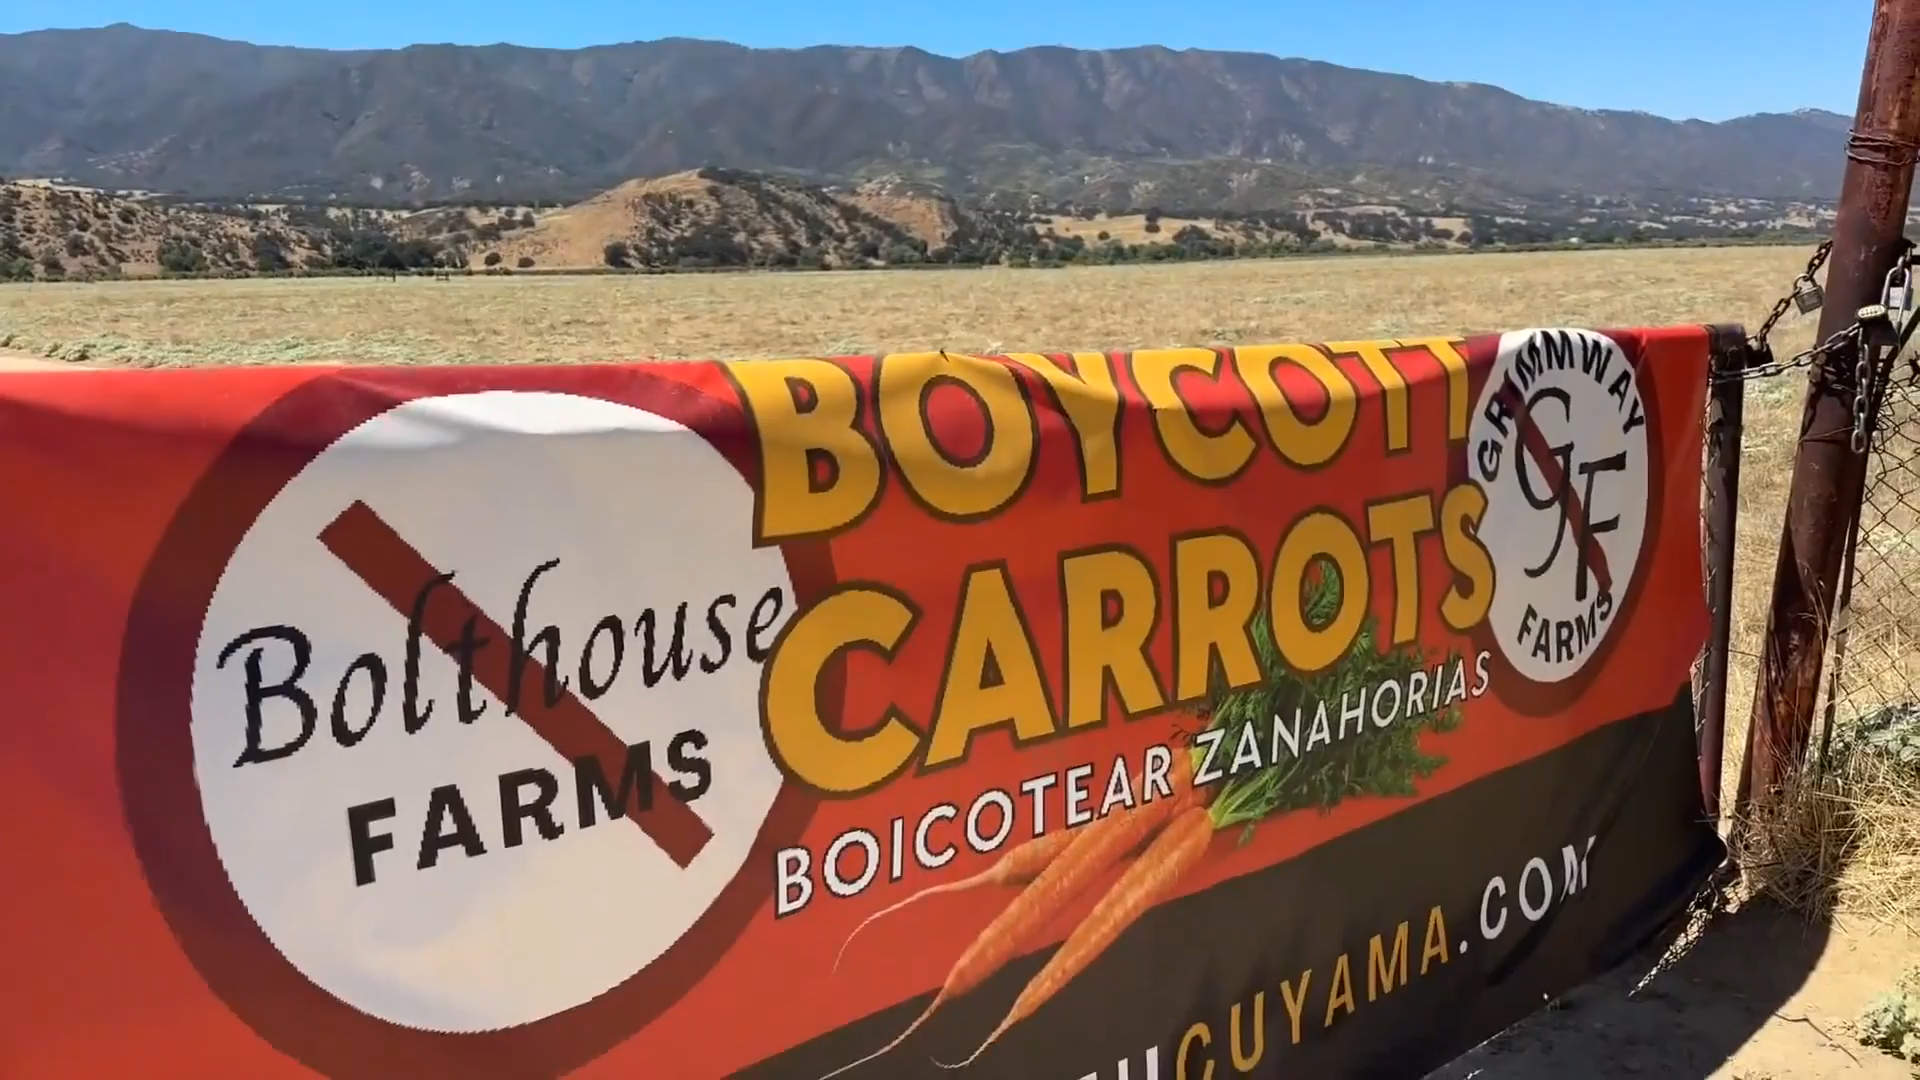 Bolthouse
FARMS
BOYCOTT
CARROTS
BOICOTEAR ZANAHORIAS
GRIMMWAY
GF
FARMS
CUYAMA.COM